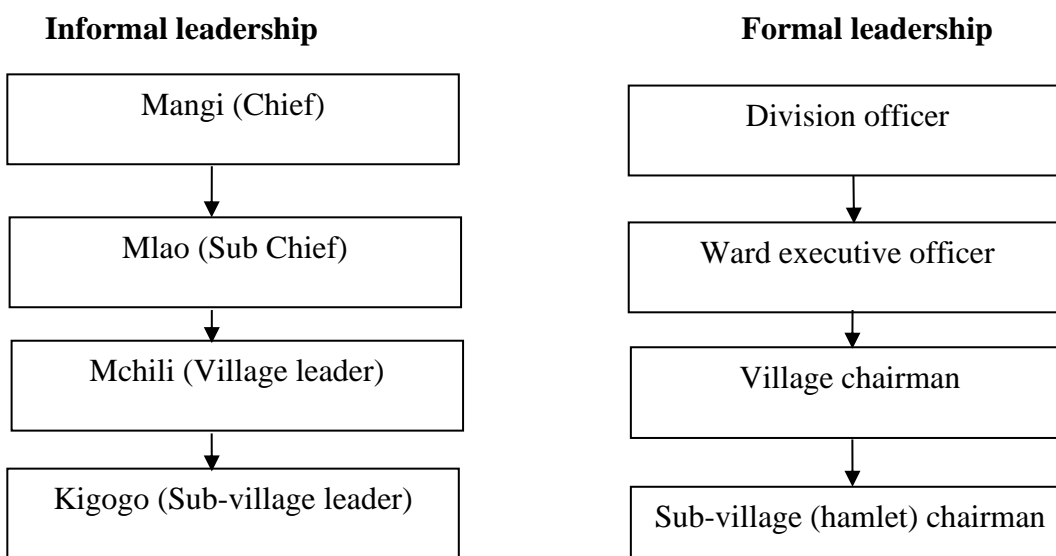 Informal leadership
Mangi (Chief)
Mlao (Sub Chief)
Mchili (Village leader)
Kigogo (Sub-village leader)
Formal leadership
Division officer
Ward executive officer
Village chairman
Sub-village (hamlet) chairman